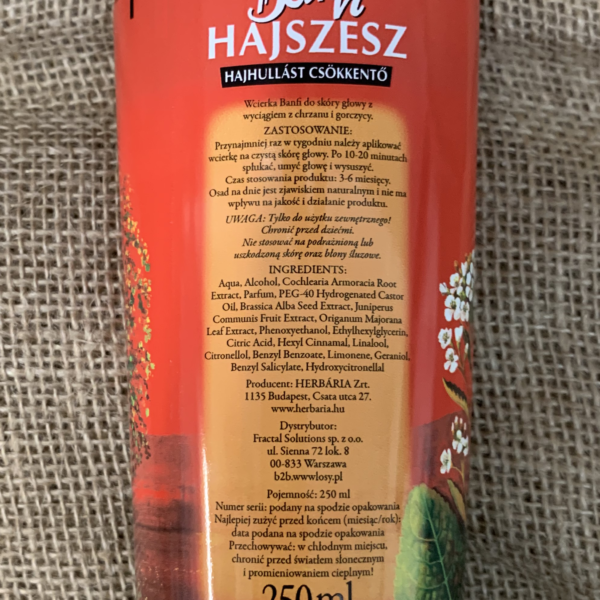 Bánfi
HAJSZESZ
HAJHULLÁST CSÖKKENTŐ
Wcierka Banfi do skóry głowy z
wyciągiem z chrzanu i gorczycy.
ZASTOSOWANIE:
Przynajmniej raz w tygodniu należy aplikować
wcierkę na czystą skórę głowy. Po 10-20 minutach
spłukać, umyć głowę i wysuszyć.
Czas stosowania produktu: 3-6 miesięcy.
Osad na dnie jest zjawiskiem naturalnym i nie ma
wpływu na jakość i działanie produktu.
UWAGA: Tylko do użytku zewnętrznego!
Chronić przed dziećmi.
Nie stosować na podrażnioną lub
uszkodzoną skórę oraz błony śluzowe.
INGREDIENTS:
Aqua, Alcohol, Cochlearia Armoracia Root
Extract, Parfum, PEG-40 Hydrogenated Castor
Oil, Brassica Alba Seed Extract, Juniperus
Communis Fruit Extract, Origanum Majorana
Leaf Extract, Phenoxyethanol, Ethylhexylglycerin,
Citric Acid, Hexyl Cinnamal, Linalool,
Citronellol, Benzyl Benzoate, Limonene, Geraniol,
Benzyl Salicylate, Hydroxycitronellal
Producent: HERBÁRIA Zrt.
1135 Budapest, Csata utca 27.
www.herbaria.hu
Dystrybutor:
Fractal Solutions sp. z o.o.
ul. Sienna 72 lok. 8
00-833 Warszawa
b2b.wwwlosy.pl
Pojemność: 250 ml
Numer serii: podany na spodzie opakowania
Najlepiej zużyć przed końcem (miesiąc/rok):
data podana na spodzie opakowania
Przechowywać: w chłodnym miejscu,
chronić przed światłem słonecznym
i promieniowaniem cieplnym!
250 ml